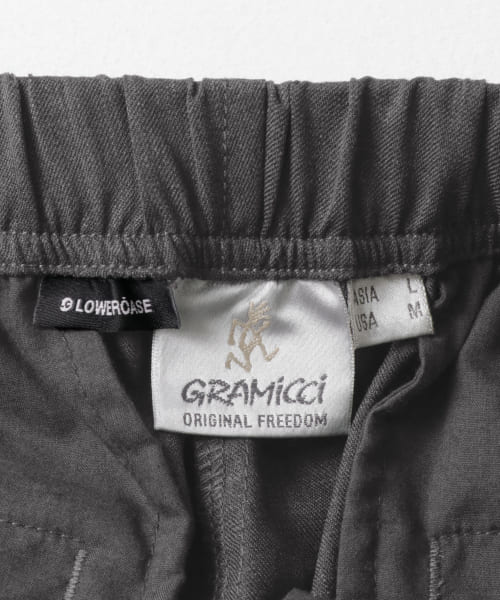 LOWERCASE
GRAMiCCi
ORIGINAL FREEDOM
ASIA L
USA M